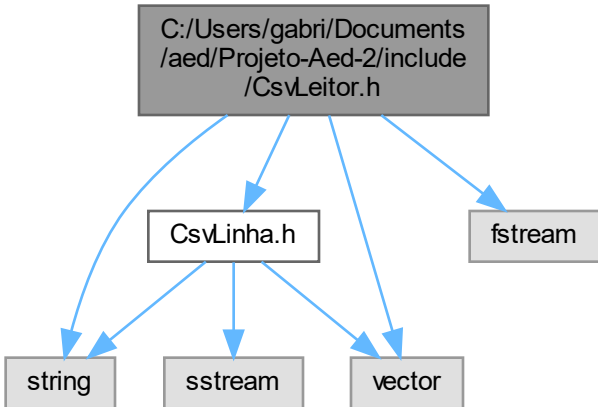 C:/Users/gabri/Documents
/aed/Projeto-Aed-2/include
/CsvLeitor.h
CsvLinha.h
fstream
string
sstream
vector